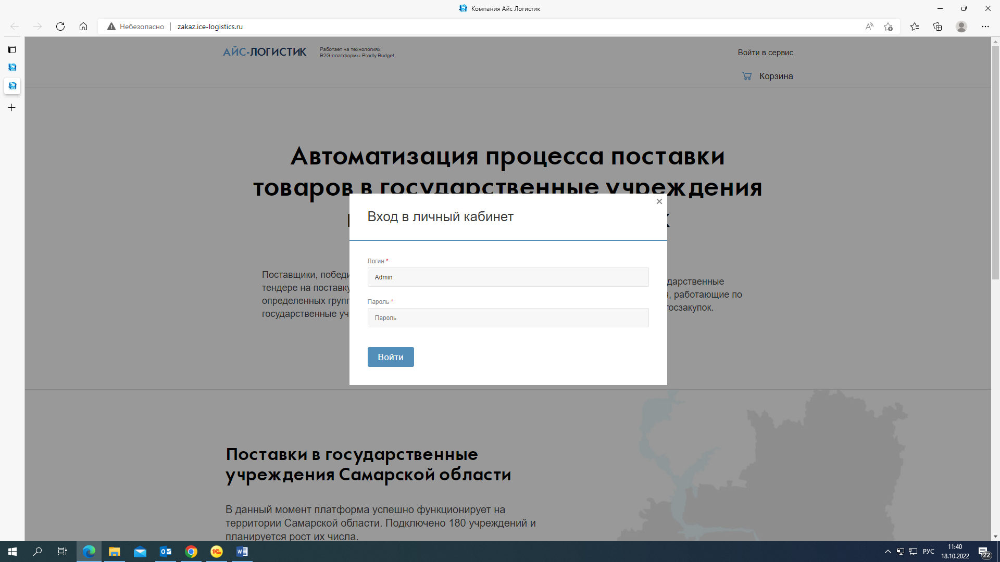 Компания Айс Логистик
Небезопасно
zakaz.ice-logistics.ru
АЙС-ЛОГИСТИК
Работает на технологиях
B2G-платформы Prodly.Budget
Войти в сервис
Корзина
Автоматизация процесса поставки
товаров в государственные учреждения
Вход в личный кабинет
Логин *
Admin
Пароль *
Пароль
Войти
Поставщики, побед
тендере на поставку
определенных груп
государственные уч
дарственные
, работающие по
госзакупок.
Поставки в государственные
учреждения Самарской области
В данный момент платформа успешно функционирует на
территории Самарской области. Подключено 180 учреждений и
планируется рост их числа.
РУС
11:40
18.10.2022
22